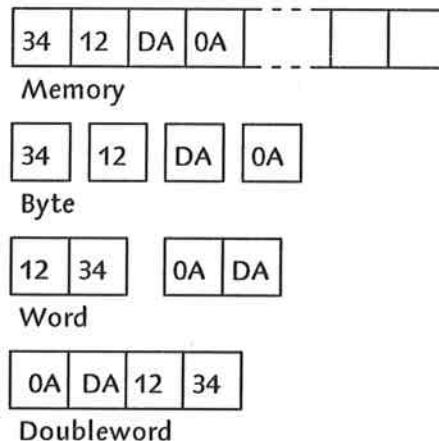 34 12 DA 0A
Memory
34 12 DA 0A
Byte
12 34 0A DA
Word
0A DA 12 34
Doubleword